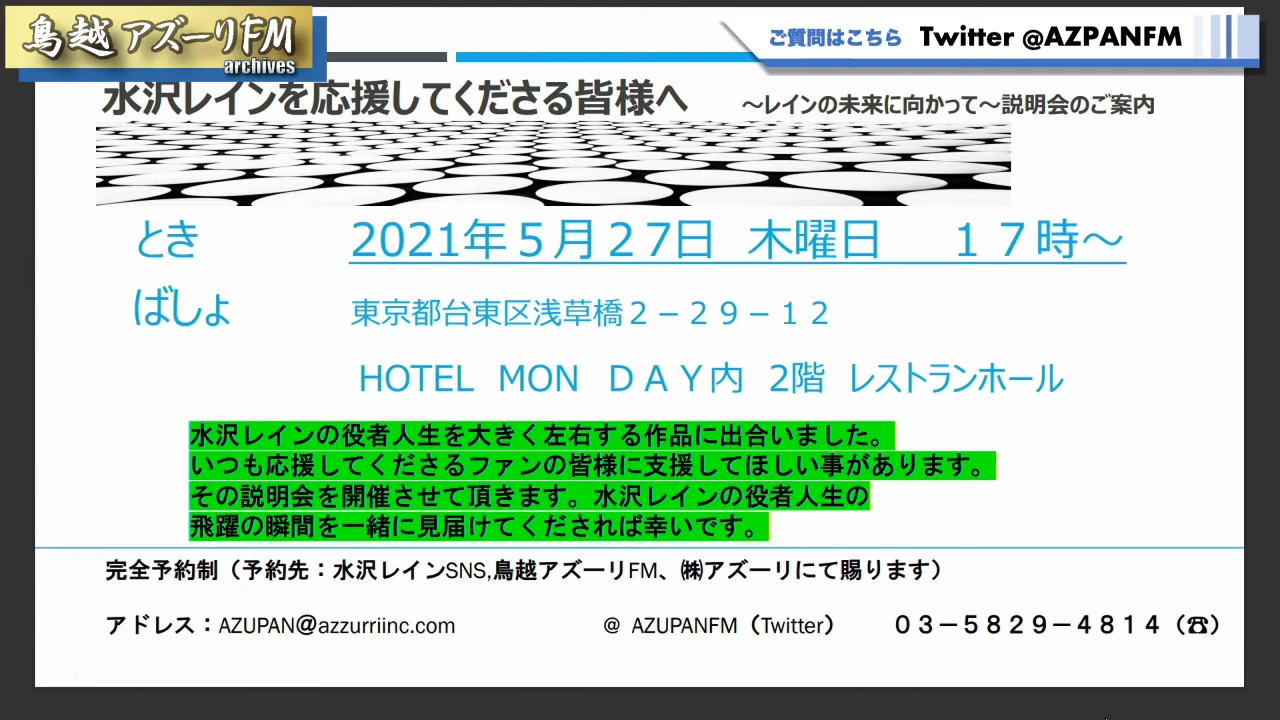 鳥越アズーリFM
archives
ご質問はこちら Twitter @AZPANFM
水沢レインを応援してくださる皆様へ ～レインの未来に向かって～説明会のご案内
とき 2021年５月２7日 木曜日 １７時～
ばしょ 東京都台東区浅草橋２－２９－１２
HOTEL MON ＤＡＹ内 2階 レストランホール
水沢レインの役者人生を大きく左右する作品に出合いました。
いつも応援してくださるファンの皆様に支援してほしい事があります。
その説明会を開催させて頂きます。水沢レインの役者人生の
飛躍の瞬間を一緒に見届けてくだされば幸いです。
完全予約制（予約先：水沢レインSNS,鳥越アズーリFM、㈱アズーリにて賜ります）
アドレス：AZUPAN@azzurriinc.com @ AZUPANFM（Twitter） ０３－５８２９－４８１４（☎）